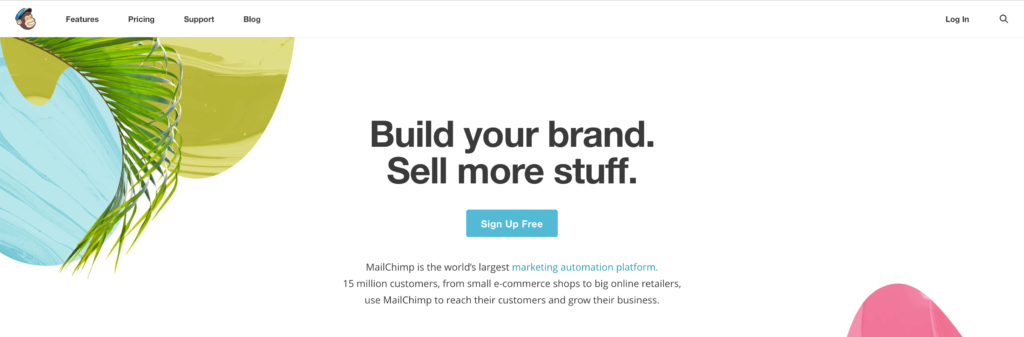 Features Pricing Support Blog Log In
Build your brand.
Sell more stuff.
Sign Up Free
MailChimp is the world’s largest marketing automation platform.
15 million customers, from small e-commerce shops to big online retailers,
use MailChimp to reach their customers and grow their business.